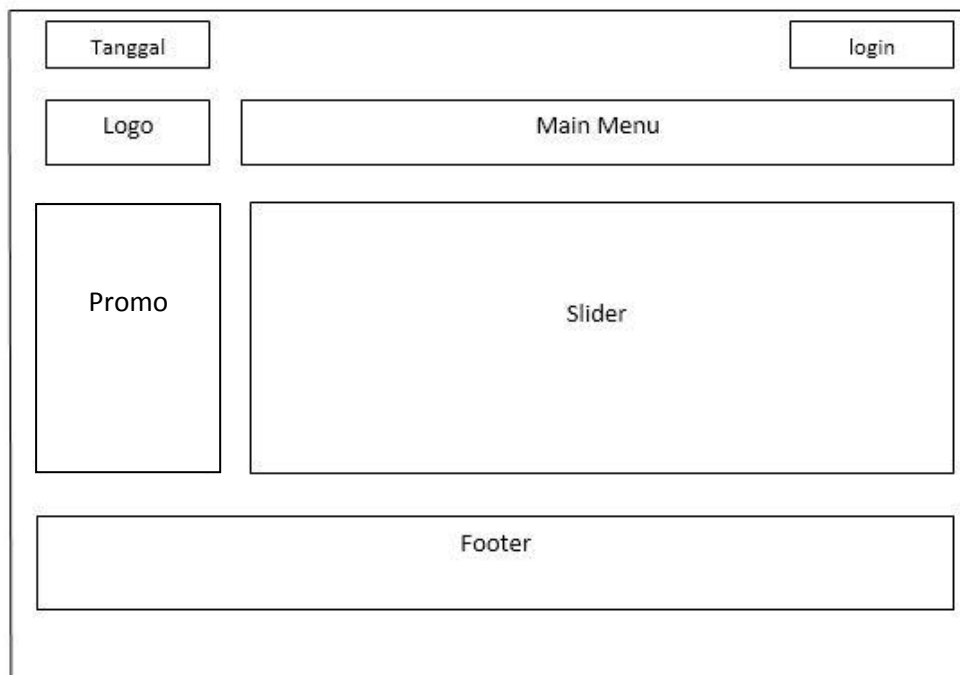 Tanggal
login
Logo
Main Menu
Promo
Slider
Footer